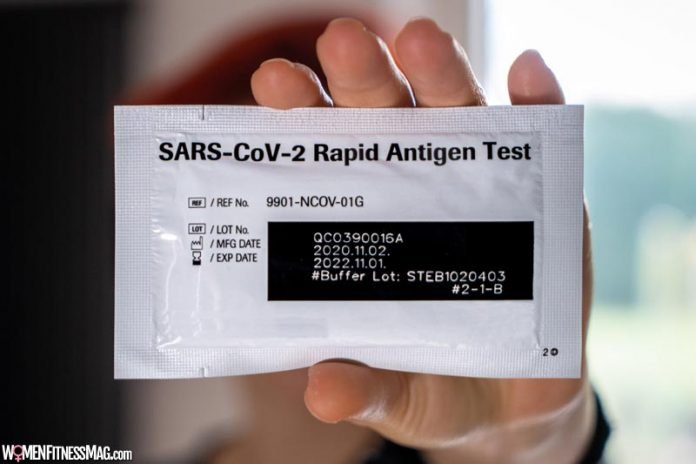 SARS-CoV-2 Rapid Antigen Test
REF / REF No. 9901-NCOV-01G
LOT / LOT No. QC0390016A
/ MFG DATE 2020.11.02.
/ EXP DATE 2022.11.01.
#Buffer Lot: STEB1020403
#2-1-B
2
WOMENFITNESSMAG.com